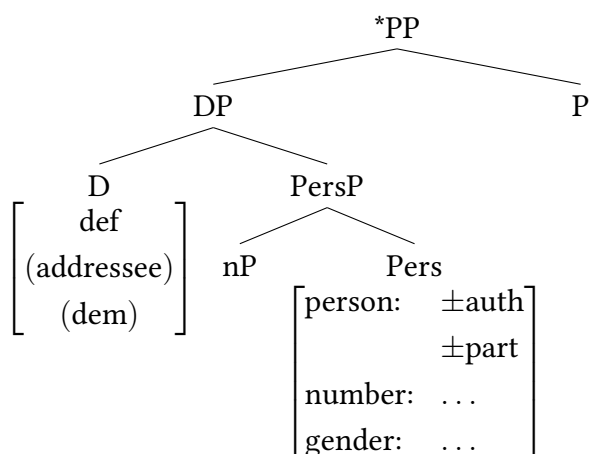 *PP
DP P
D PersP
def
(addressee)
(dem)
nP Pers
person: ±auth
±part
number: ...
gender: ...